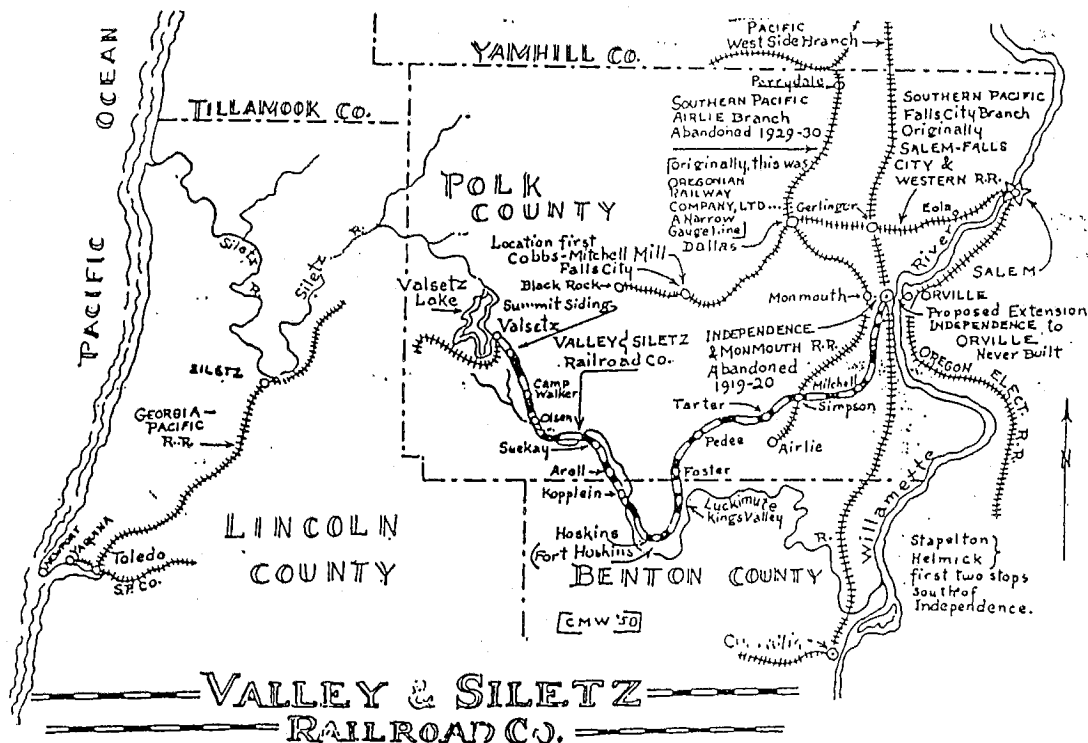 PACIFIC OCEAN
TILLAMOOK CO.
YAMHILL CO.
PACIFIC
West Side Branch
Perrydale
SOUTHERN PACIFIC
AIRLIE Branch
Abandoned 1929-30
(originally, this was
OREGONIAN
RAILWAY
COMPANY, LTD...
A Narrow
Gauge line)
Dallas
SOUTHERN PACIFIC
Falls City Branch
Originally
SALEM-FALLS
CITY &
WESTERN R.R.
Gerlinger
Eola
River
SALEM
POLK
COUNTY
Location first
Cobbs-Mitchell Mill
Falls City
Black Rock
Siletz
R.
Siletz
R.
Valsetz
Lake
Summit Siding
Valsetz
VALLEY & SILETZ
Railroad Co.
Monmouth
ORVILLE
Proposed Extension
INDEPENDENCE to
ORVILLE
Never Built
INDEPENDENCE
& MONMOUTH R.R.
Abandoned
1919-20
OREGON ELECT. R.R.
SILETZ
GEORGIA-
PACIFIC
R.R.
Camp
Walker
Olsen
Suekay
Aroll
Kopplein
Hoskins
(Fort Hoskins)
Foster
Pedee
Tarter
Airlie
Simpson
Mitchell
Luckimute
Kings Valley
R.
Willamette
N
LINCOLN
COUNTY
NEWPORT
YAQUINA
Toledo
S.P. CO.
BENTON COUNTY
Stapelton
Helmick
first two stops
south of
Independence.
CMW '50
VALLEY & SILETZ
RAILROAD CO.